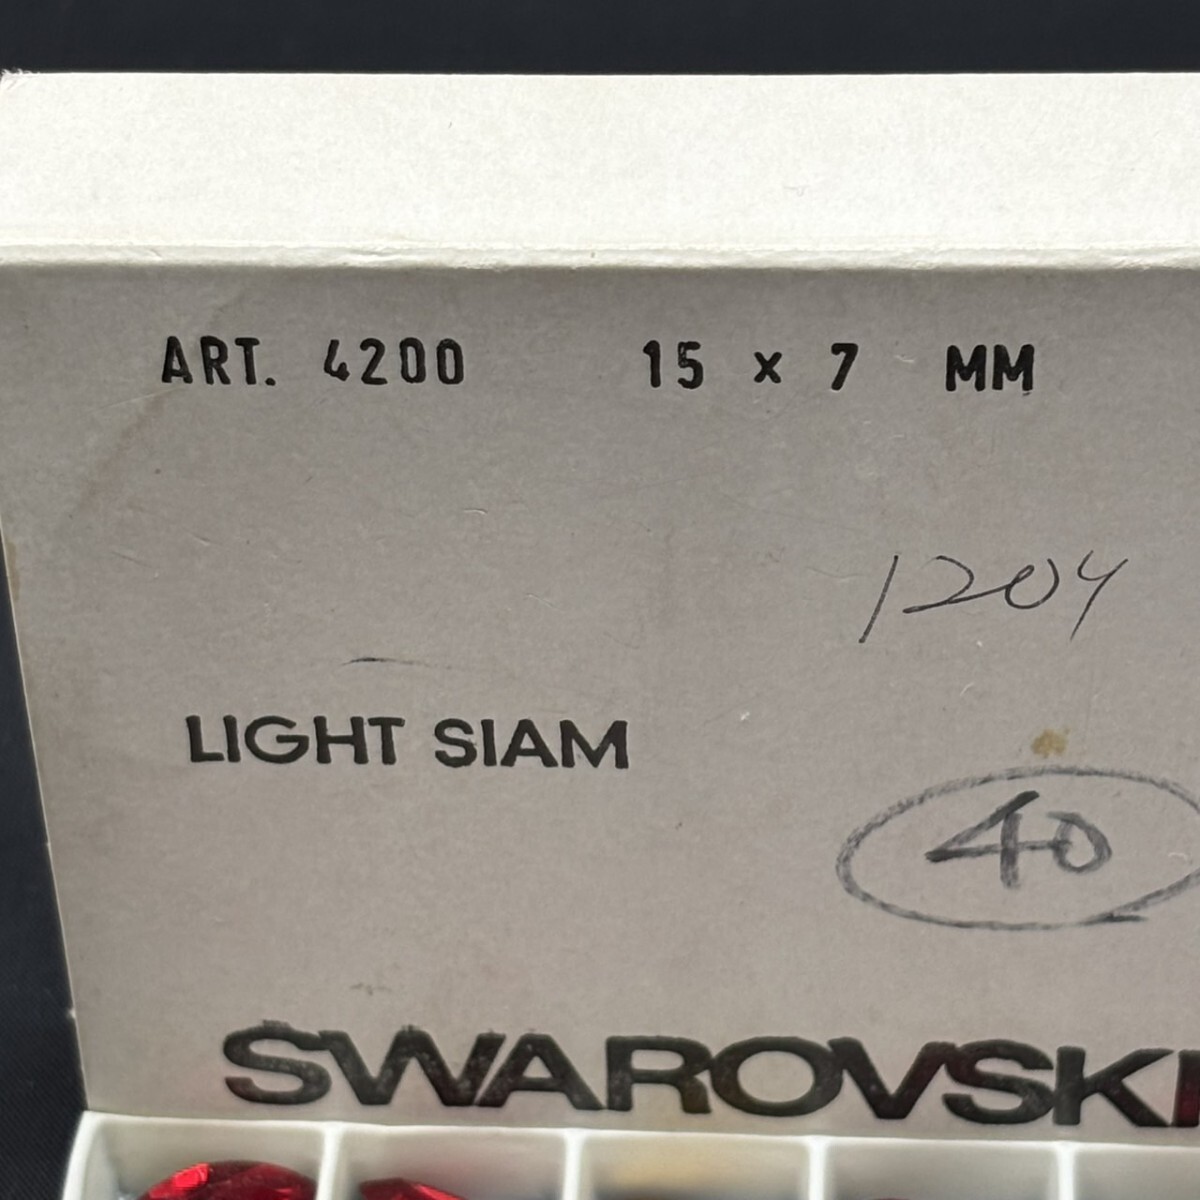 ART. 4200 15 x 7 MM
1204
LIGHT SIAM
40
SWAROVSKI